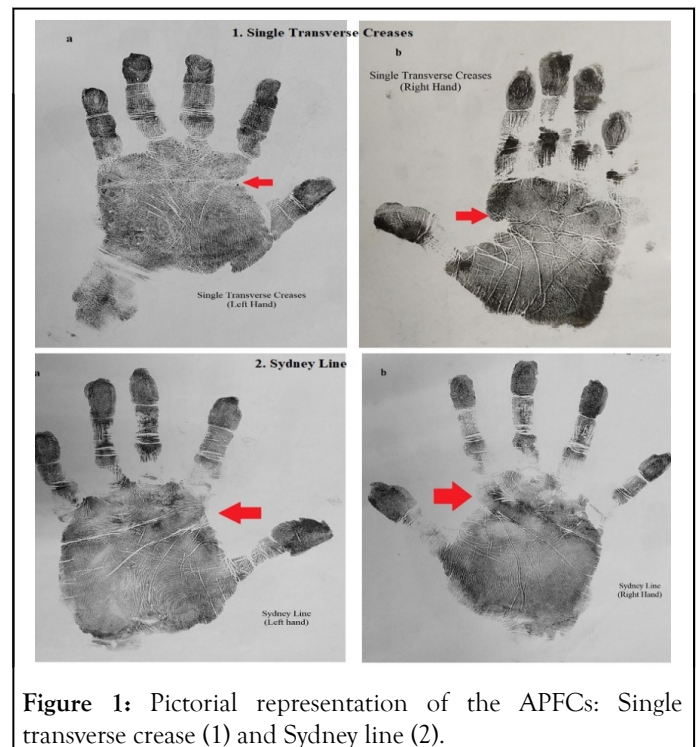 1. Single Transverse Creases
a
b
Single Transverse Creases
(Right Hand)
Single Transverse Creases
(Left Hand)
2. Sydney Line
a
b
Sydney Line
(Left hand)
Sydney Line
(Right Hand)
Figure 1: Pictorial representation of the APFCs: Single
transverse crease (1) and Sydney line (2).